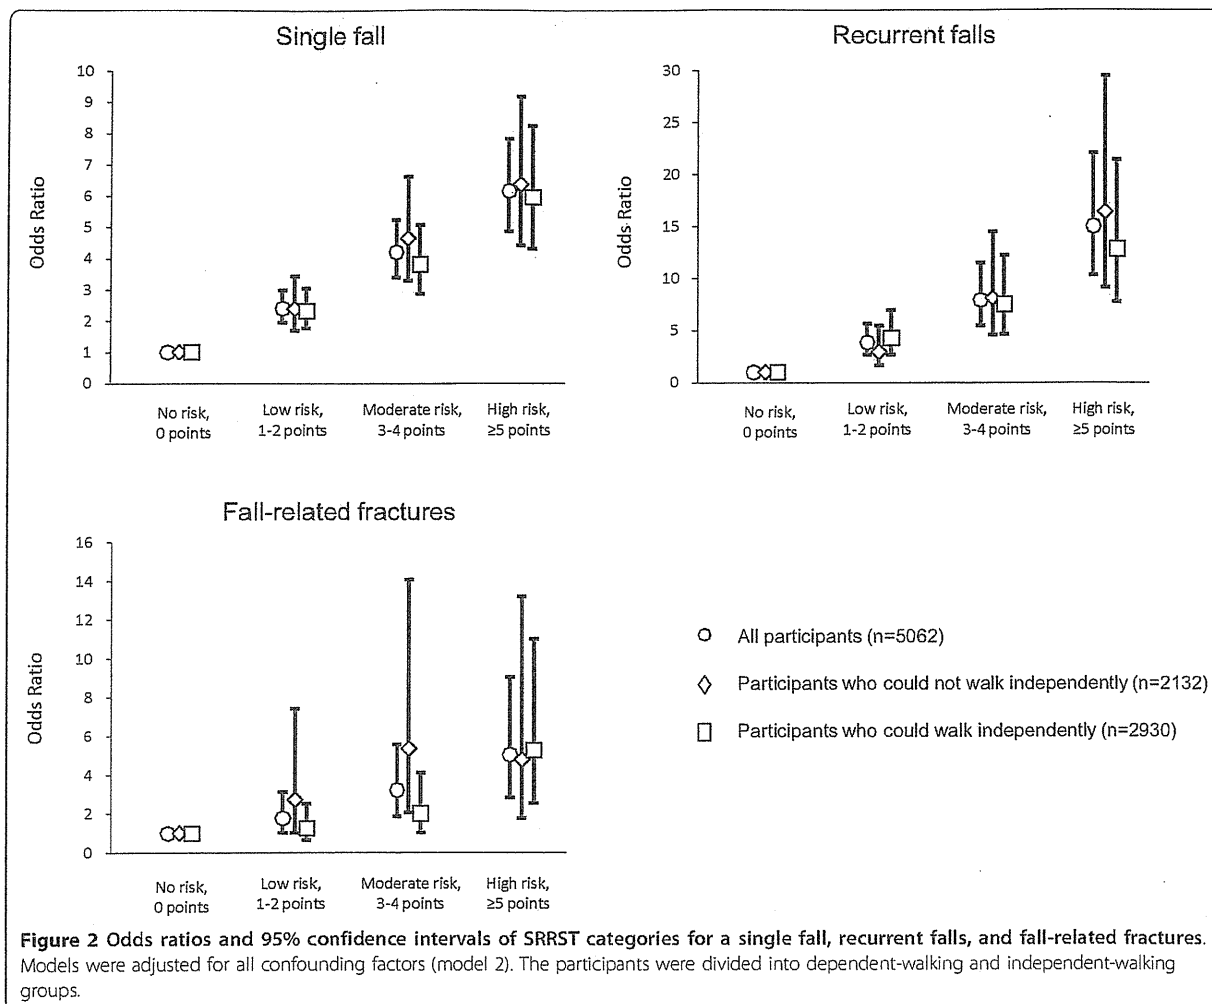 Single fall
10
9
8
7
6
5
4
3
2
1
0
Odds Ratio
No risk, Low risk, Moderate risk, High risk,
0 points 1-2 points 3-4 points ≥5 points
Recurrent falls
30
25
20
15
10
5
0
Odds Ratio
No risk, Low risk, Moderate risk, High risk,
0 points 1-2 points 3-4 points ≥5 points
Fall-related fractures
16
14
12
10
8
6
4
2
0
Odds Ratio
No risk, Low risk, Moderate risk, High risk,
0 points 1-2 points 3-4 points ≥5 points
All participants (n=5062)
Participants who could not walk independently (n=2132)
Participants who could walk independently (n=2930)
Figure 2 Odds ratios and 95% confidence intervals of SRRST categories for a single fall, recurrent falls, and fall-related fractures.
Models were adjusted for all confounding factors (model 2). The participants were divided into dependent-walking and independent-walking
groups.